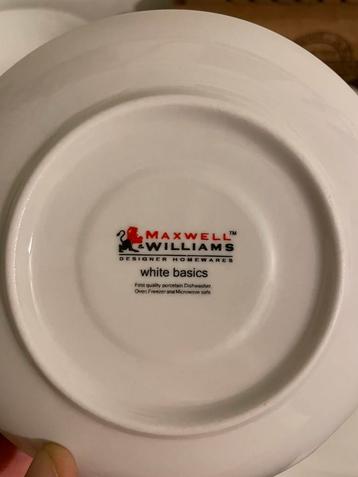 MAXWELL™
& WILLIAMS
DESIGNER HOMEWARES
white basics
First quality porcelain Dishwasher,
Oven, Freezer and Microwave safe